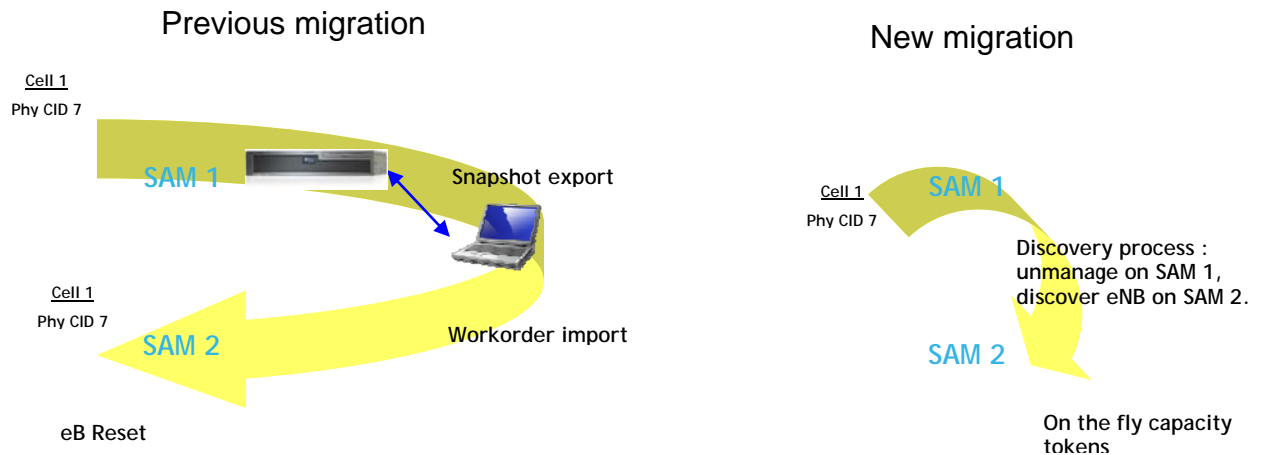 Previous migration
Cell 1
Phy CID 7
SAM 1
Snapshot export
Cell 1
Phy CID 7
SAM 2
Workorder import
eB Reset
New migration
Cell 1
Phy CID 7
SAM 1
Discovery process :
unmanage on SAM 1,
discover eNB on SAM 2.
SAM 2
On the fly capacity
tokens